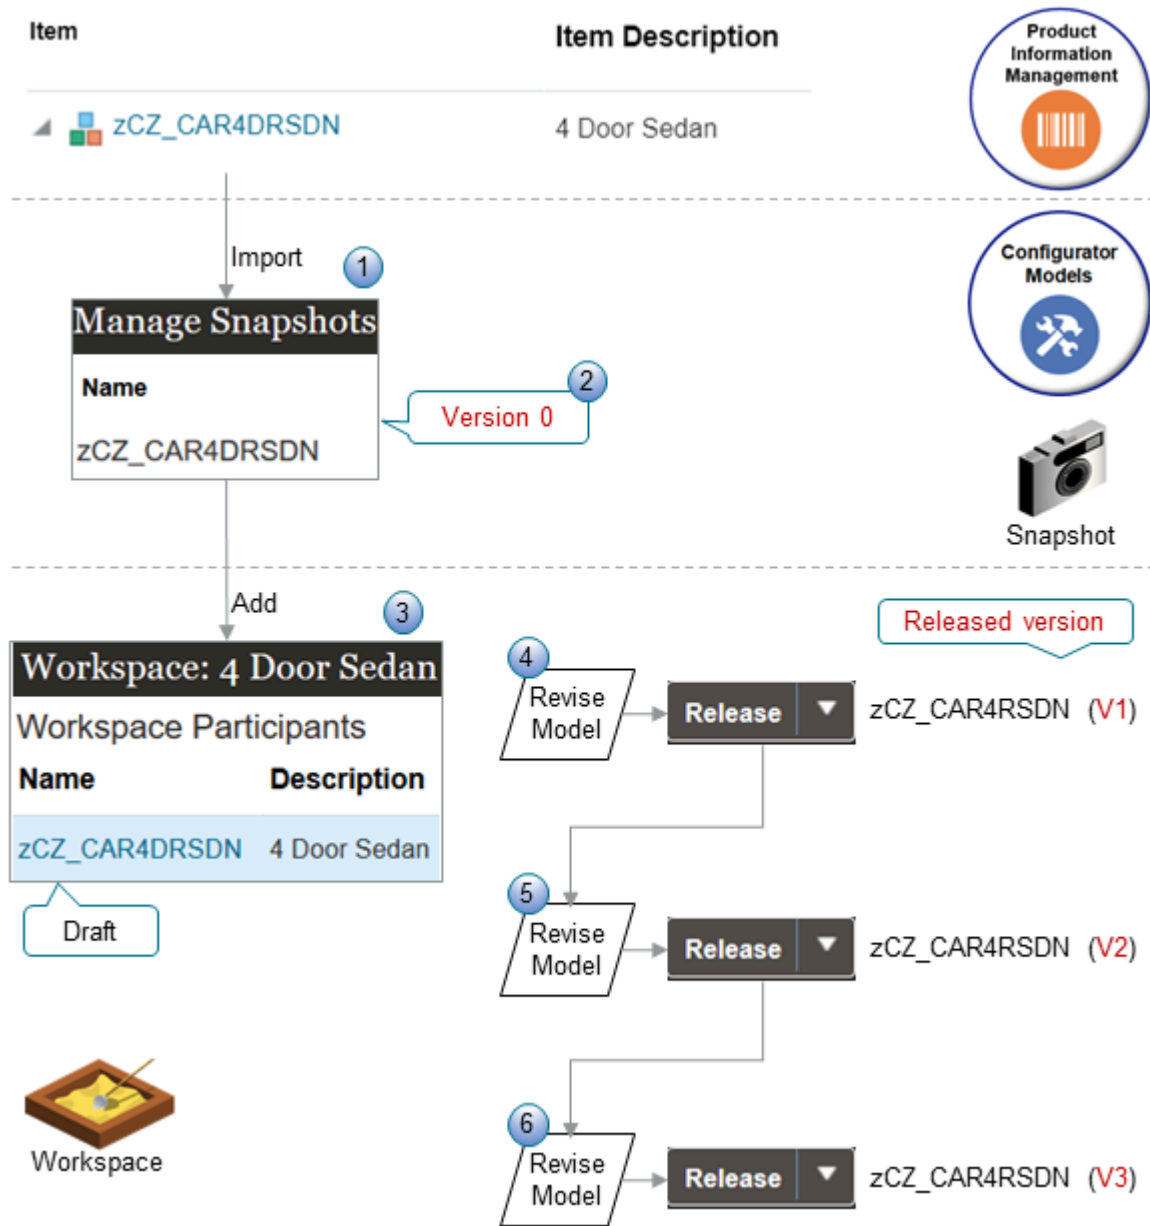 Item
Item Description
Product
Information
Management
zCZ_CAR4DRSDN
4 Door Sedan
Import
1
Configurator
Models
Manage Snapshots
Name
2
Version 0
zCZ_CAR4DRSDN
Snapshot
Add
3
Released version
Workspace: 4 Door Sedan
Workspace Participants
Name
Description
zCZ_CAR4DRSDN
4 Door Sedan
Draft
4
Revise
Model
Release
zCZ_CAR4RSDN (V1)
5
Revise
Model
Release
zCZ_CAR4RSDN (V2)
Workspace
6
Revise
Model
Release
zCZ_CAR4RSDN (V3)